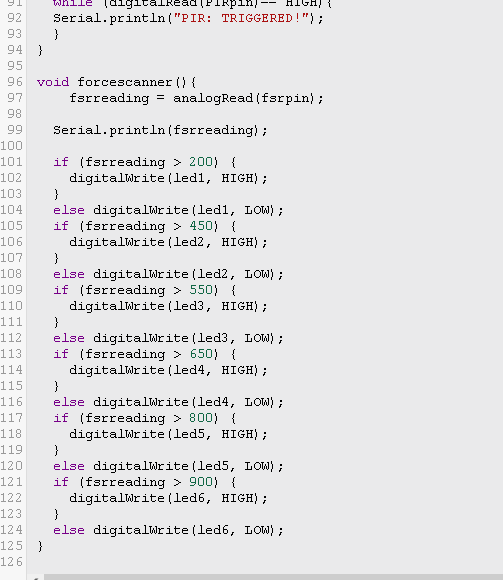 91 while (digitalRead(PIRpin)== HIGH){
92 Serial.println("PIR: TRIGGERED!");
93 }
94 }
95
96 void forcescanner(){
97 fsrreading = analogRead(fsrpin);
98
99 Serial.println(fsrreading);
100
101 if (fsrreading > 200) {
102 digitalWrite(led1, HIGH);
103 }
104 else digitalWrite(led1, LOW);
105 if (fsrreading > 450) {
106 digitalWrite(led2, HIGH);
107 }
108 else digitalWrite(led2, LOW);
109 if (fsrreading > 550) {
110 digitalWrite(led3, HIGH);
111 }
112 else digitalWrite(led3, LOW);
113 if (fsrreading > 650) {
114 digitalWrite(led4, HIGH);
115 }
116 else digitalWrite(led4, LOW);
117 if (fsrreading > 800) {
118 digitalWrite(led5, HIGH);
119 }
120 else digitalWrite(led5, LOW);
121 if (fsrreading > 900) {
122 digitalWrite(led6, HIGH);
123 }
124 else digitalWrite(led6, LOW);
125 }
126